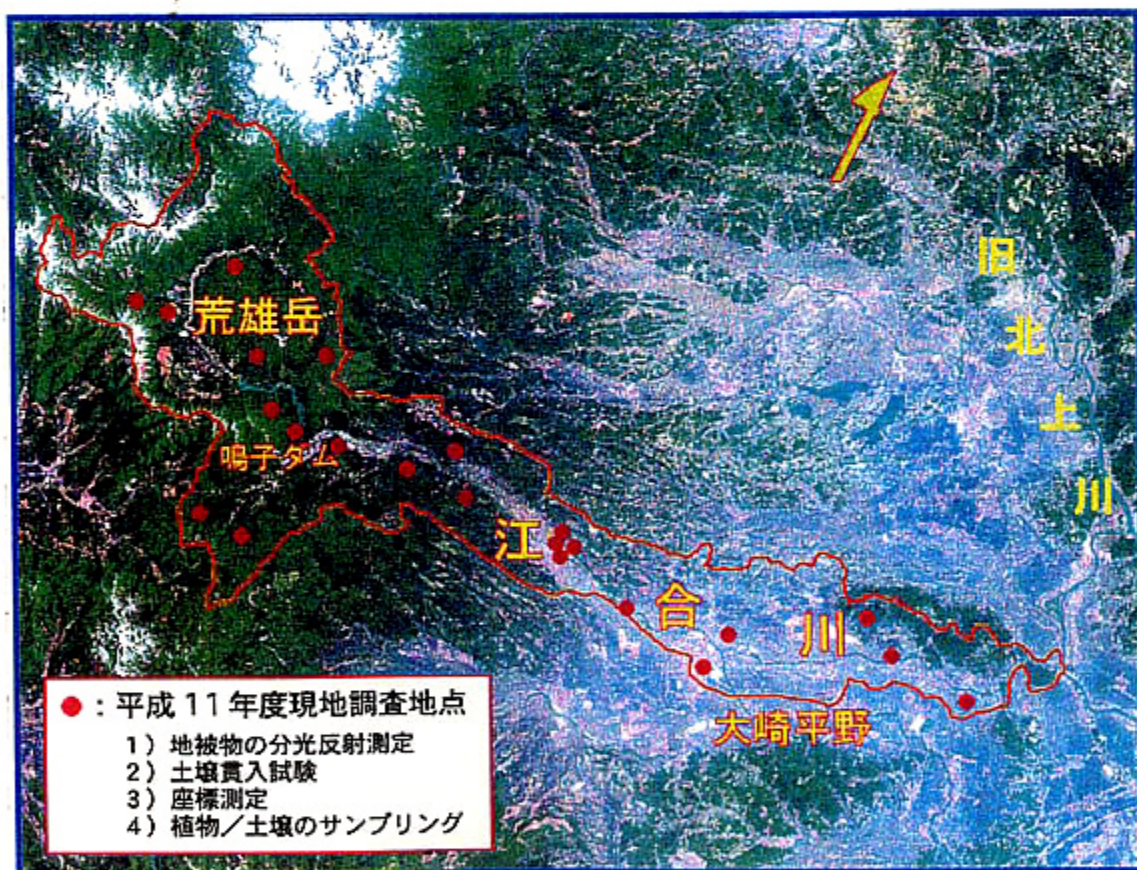 荒雄岳
鳴子ダム
江合川
旧北上川
大崎平野
●：平成11年度現地調査地点
1）地被物の分光反射測定
2）土壌貫入試験
3）座標測定
4）植物／土壌のサンプリング